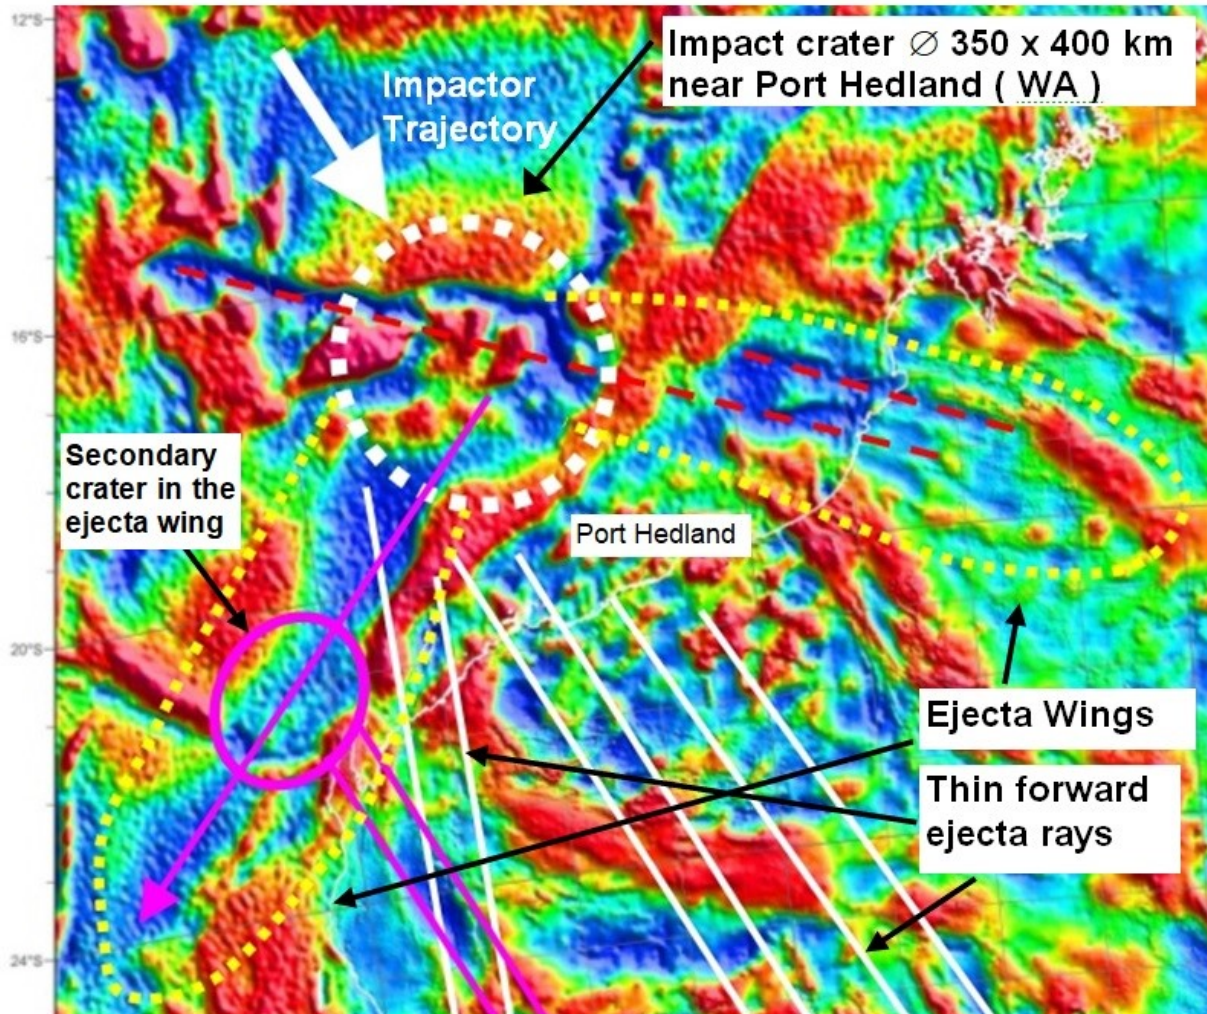 12°S
Impact crater ∅ 350 x 400 km
near Port Hedland ( WA )
Impactor
Trajectory
16°S
Secondary
crater in the
ejecta wing
Port Hedland
20°S
Ejecta Wings
Thin forward
ejecta rays
24°S